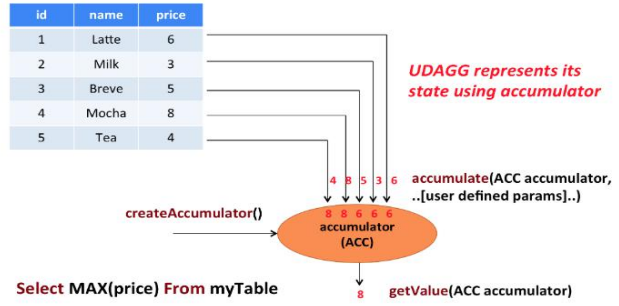 id name price
1 Latte 6
2 Milk 3
3 Breve 5
4 Mocha 8
5 Tea 4
UDAGG represents its
state using accumulator
4 8 5 3 6
accumulate(ACC accumulator,
..[user defined params]..)
8 8 6 6 6
createAccumulator()
accumulator
(ACC)
Select MAX(price) From myTable
8
getValue(ACC accumulator)